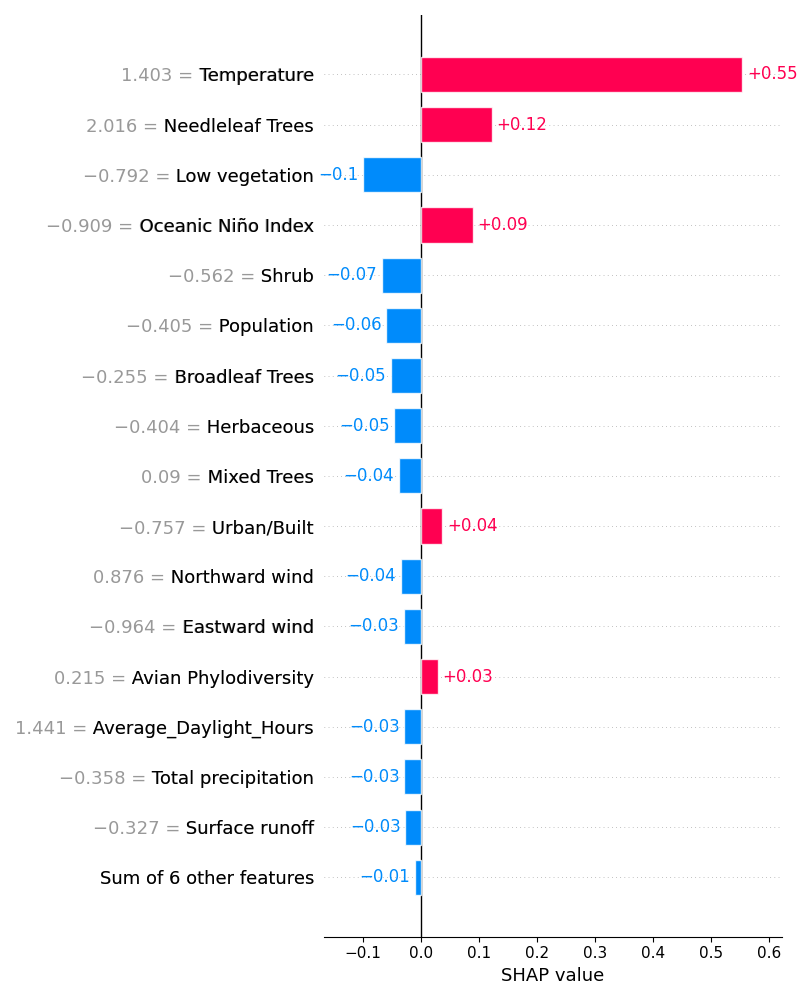 1.403 = Temperature +0.55
2.016 = Needleleaf Trees +0.12
−0.792 = Low vegetation −0.1
−0.909 = Oceanic Niño Index +0.09
−0.562 = Shrub −0.07
−0.405 = Population −0.06
−0.255 = Broadleaf Trees −0.05
−0.404 = Herbaceous −0.05
0.09 = Mixed Trees −0.04
−0.757 = Urban/Built +0.04
0.876 = Northward wind −0.04
−0.964 = Eastward wind −0.03
0.215 = Avian Phylodiversity +0.03
1.441 = Average_Daylight_Hours −0.03
−0.358 = Total precipitation −0.03
−0.327 = Surface runoff −0.03
Sum of 6 other features −0.01
−0.1 0.0 0.1 0.2 0.3 0.4 0.5 0.6
SHAP value